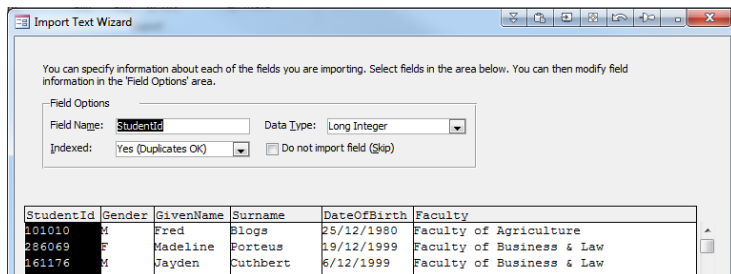 Import Text Wizard
You can specify information about each of the fields you are importing. Select fields in the area below. You can then modify field
information in the 'Field Options' area.
Field Options
Field Name: StudentId Data Type: Long Integer
Indexed: Yes (Duplicates OK) Do not import field (Skip)
StudentId Gender GivenName Surname DateOfBirth Faculty
101010 M Fred Blogs 25/12/1980 Faculty of Agriculture
286069 F Madeline Porteus 19/12/1999 Faculty of Business & Law
161176 M Jayden Cuthbert 6/12/1999 Faculty of Business & Law